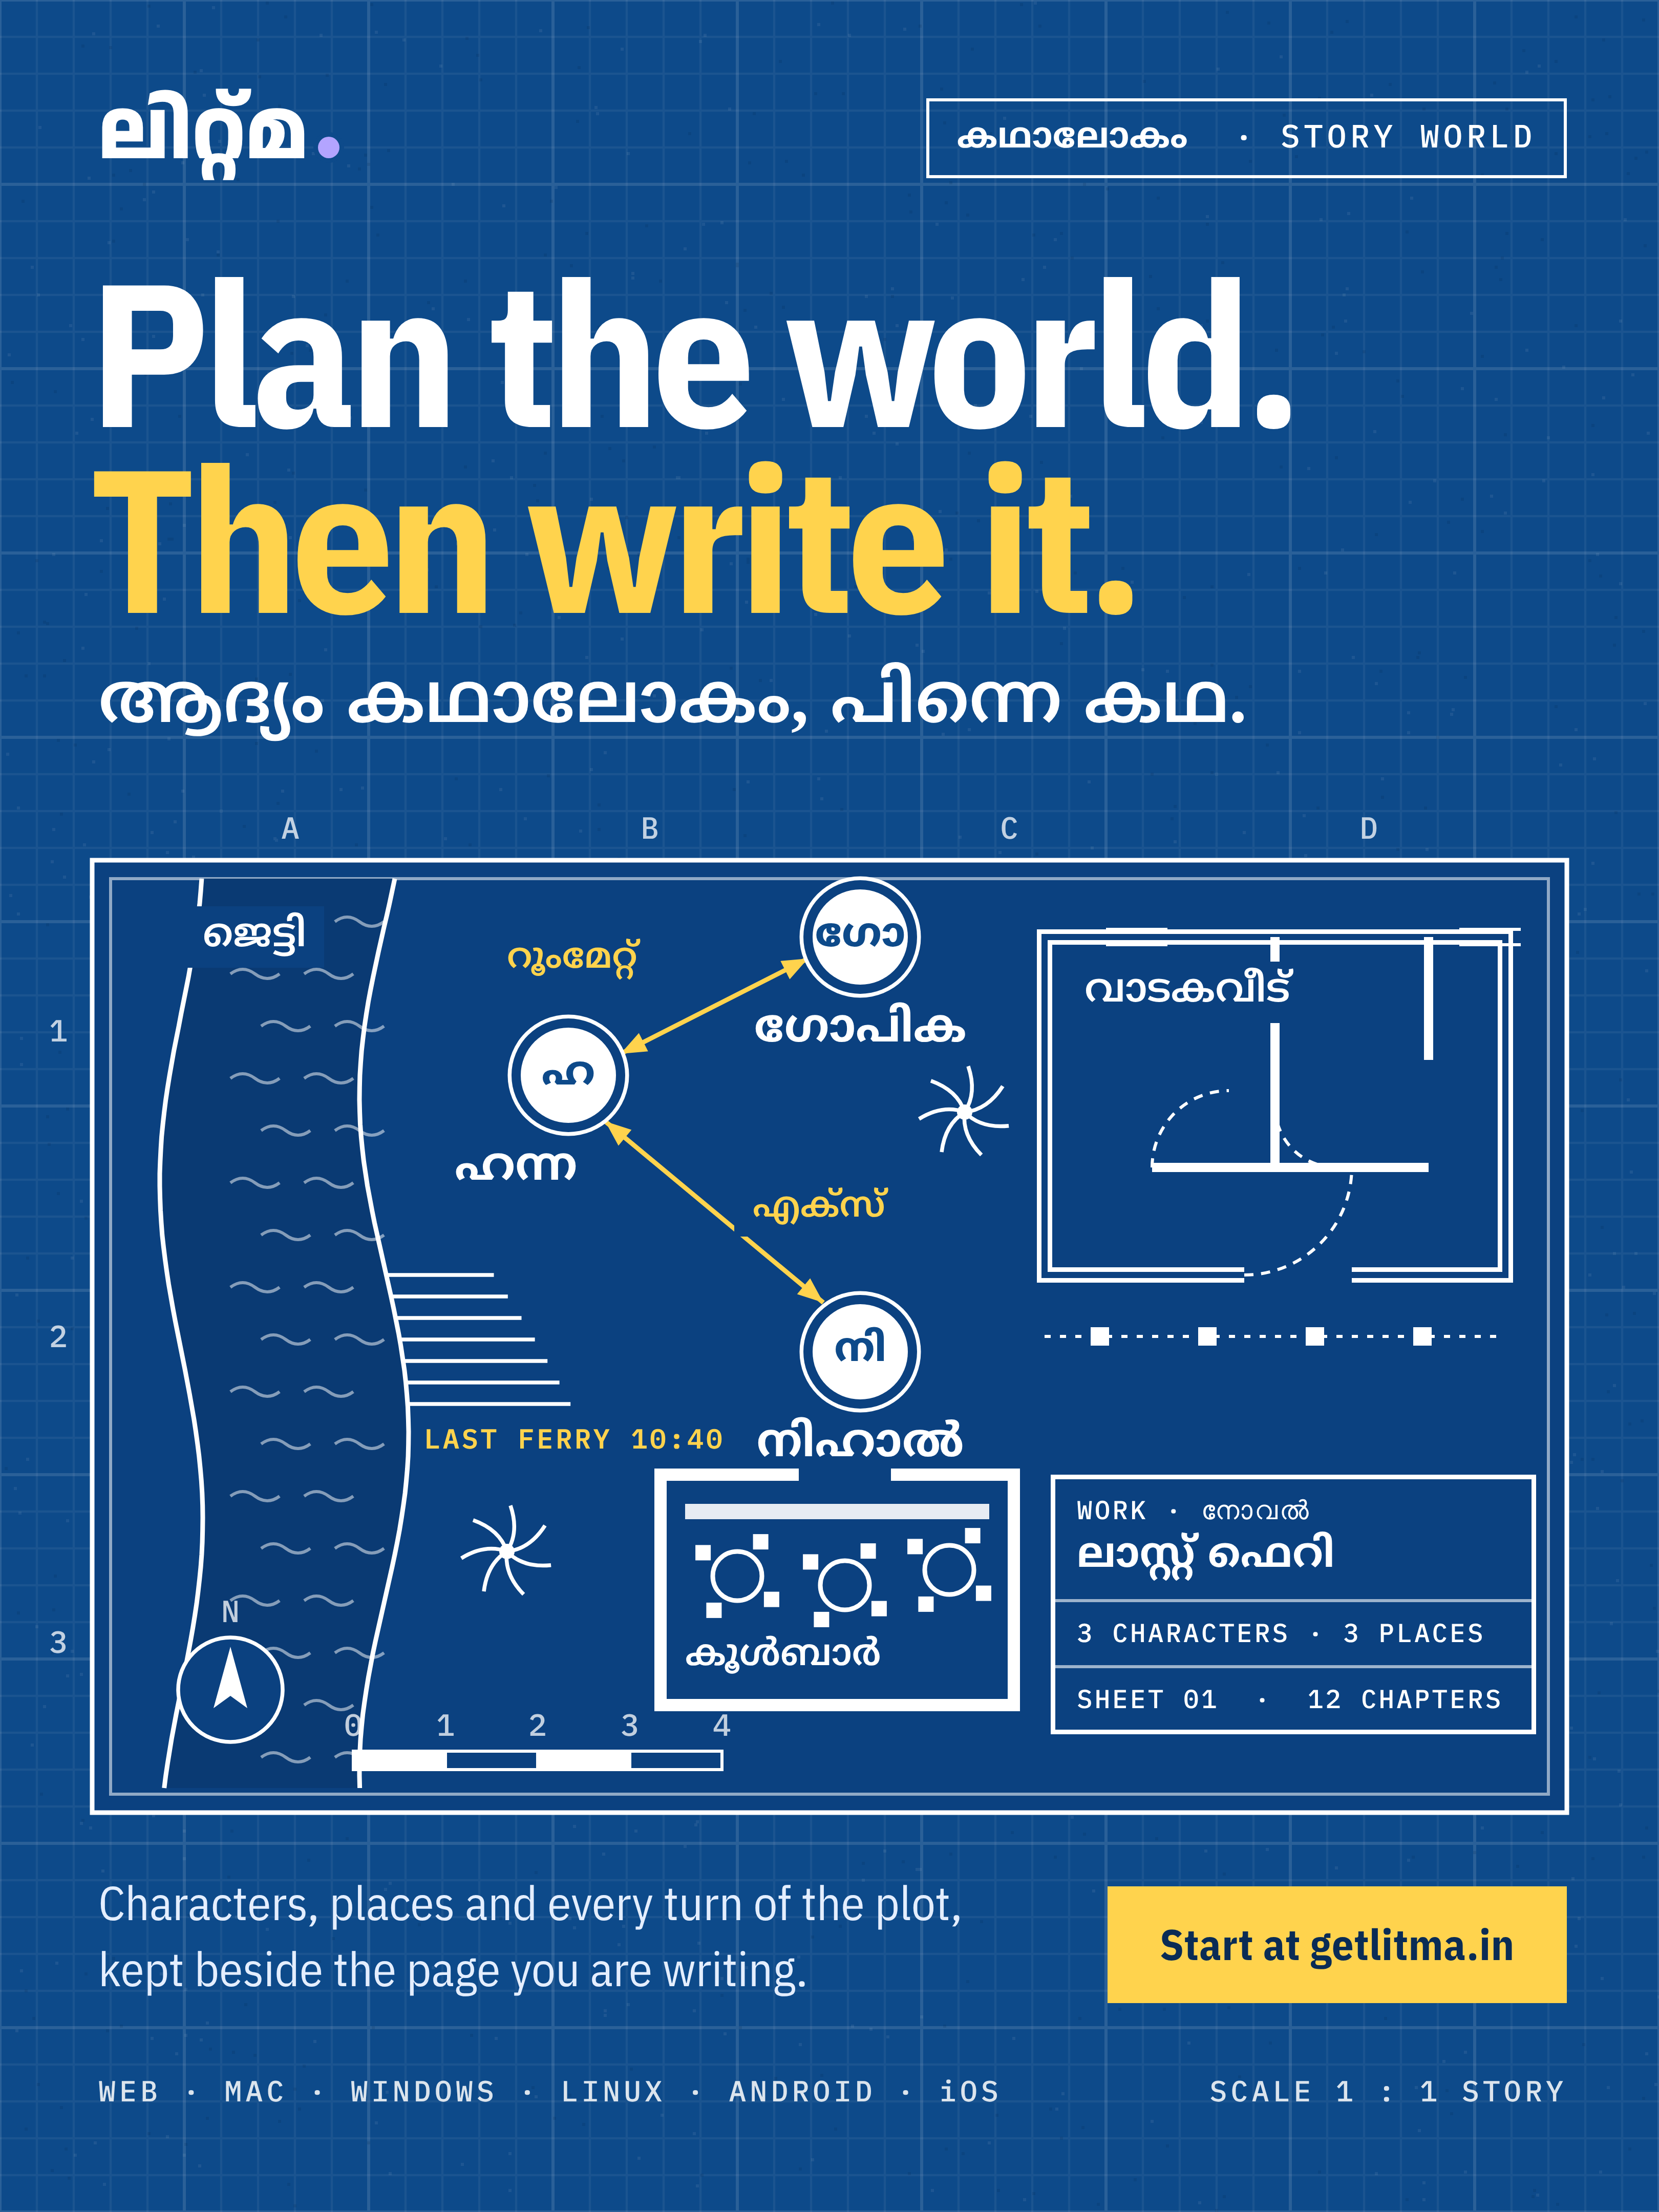 ലിറ്റ്മ.
കഥാലോകം · STORY WORLD
Plan the world.
Then write it.
ആദ്യം കഥാലോകം, പിന്നെ കഥ.
A B C D
ജെട്ടി
റൂംമേറ്റ്
ഗോ
ഗോപിക
വാടകവീട്
1
ഹ
ഹന്ന
എക്സ്
2
നി
നിഹാൽ
LAST FERRY 10:40
WORK · നോവൽ
ലാസ്റ്റ് ഫെറി
3 CHARACTERS · 3 PLACES
SHEET 01 · 12 CHAPTERS
കൂൾബാർ
N
3
0 1 2 3 4
Characters, places and every turn of the plot,
kept beside the page you are writing.
Start at getlitma.in
WEB · MAC · WINDOWS · LINUX · ANDROID · iOS
SCALE 1 : 1 STORY